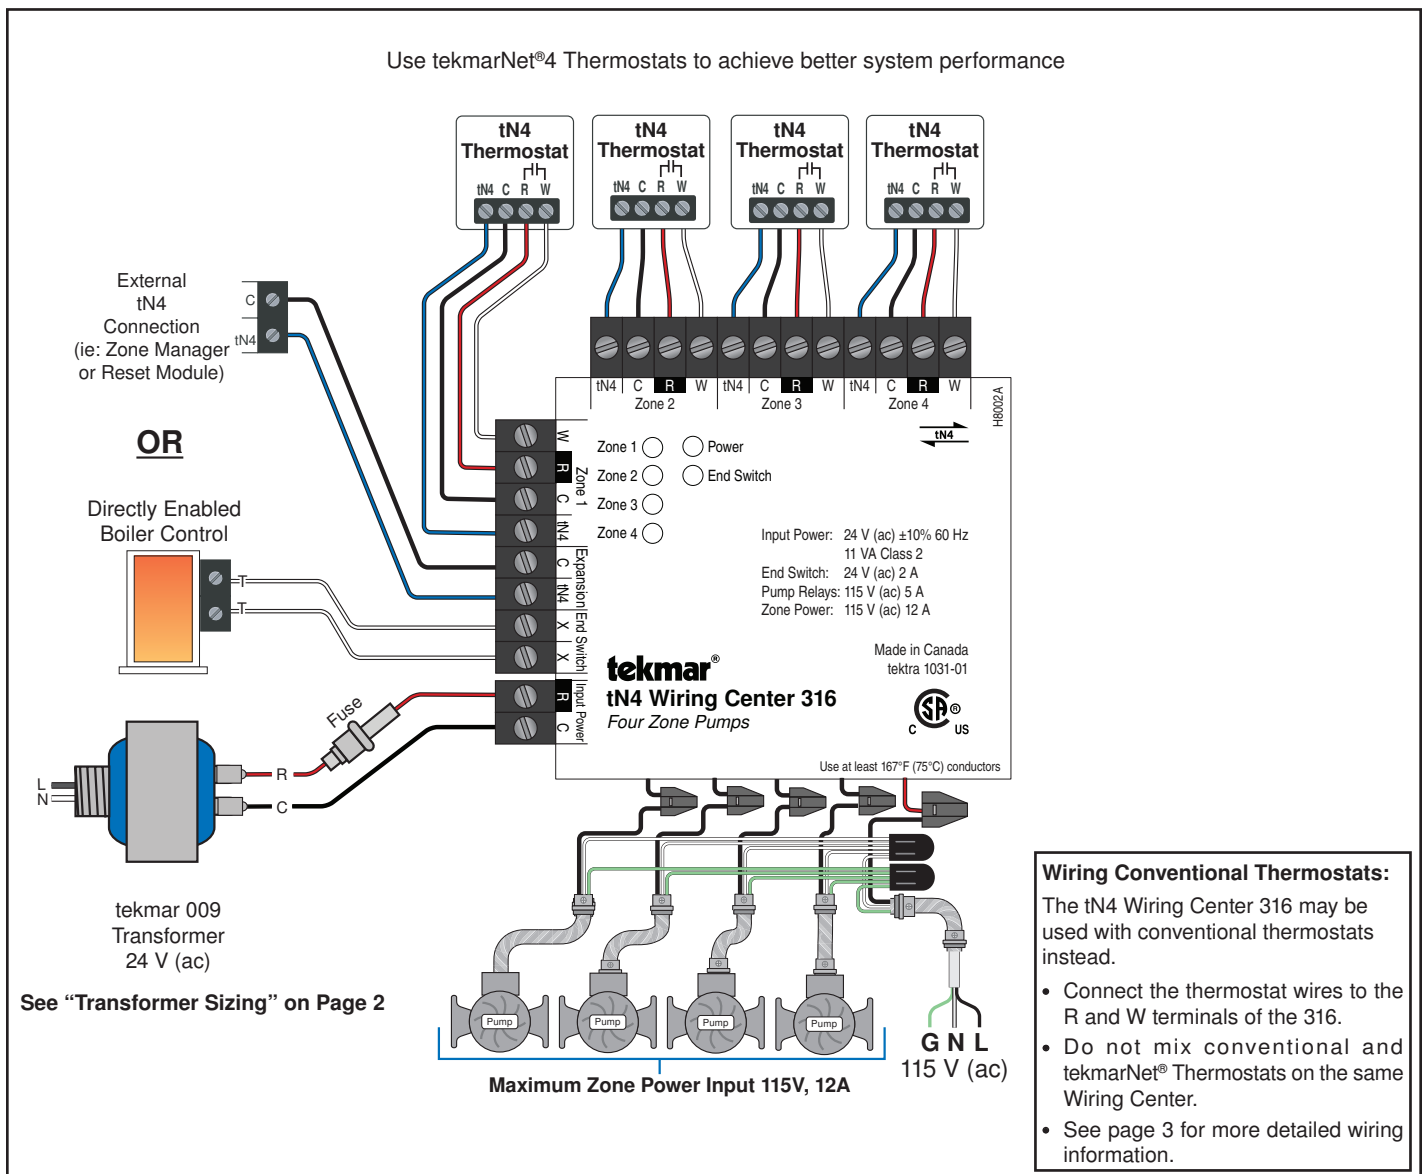 Use tekmarNet®4 Thermostats to achieve better system performance
tN4
Thermostat
tN4 C R W
tN4
Thermostat
tN4 C R W
tN4
Thermostat
tN4 C R W
tN4
Thermostat
tN4 C R W
External
tN4
Connection
(ie: Zone Manager
or Reset Module)
C
tN4
OR
Directly Enabled
Boiler Control
T
T
Fuse
L
N
R
C
tekmar 009
Transformer
24 V (ac)
See “Transformer Sizing” on Page 2
tN4 C R W
Zone 2
tN4 C R W
Zone 3
tN4 C R W
Zone 4
H8002A
tN4
W
R
C
tN4
Zone 1
C
tN4
Expansion
X
X
End Switch
R
C
Input Power
Zone 1
Zone 2
Zone 3
Zone 4
Power
End Switch
Input Power: 24 V (ac) ±10% 60 Hz
11 VA Class 2
End Switch: 24 V (ac) 2 A
Pump Relays: 115 V (ac) 5 A
Zone Power: 115 V (ac) 12 A
Made in Canada
tektra 1031-01
tekmar®
tN4 Wiring Center 316
Four Zone Pumps
SA ®
C US
Use at least 167°F (75°C) conductors
Pump
Pump
Pump
Pump
Maximum Zone Power Input 115V, 12A
G N L
115 V (ac)
Wiring Conventional Thermostats:
The tN4 Wiring Center 316 may be
used with conventional thermostats
instead.
• Connect the thermostat wires to the
R and W terminals of the 316.
• Do not mix conventional and
tekmarNet® Thermostats on the same
Wiring Center.
• See page 3 for more detailed wiring
information.